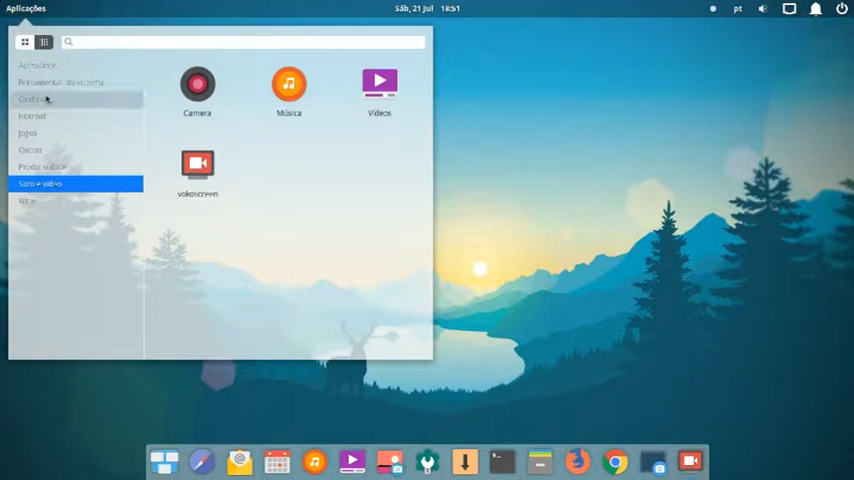 Aplicações
Sáb, 21 Jul 18:51
pt
Acessórios
Ferramentas do sistema
Internet
Jogos
Outras
Produtividade
Som e vídeo
Wine
Camera
Música
Vídeos
vokoscreen